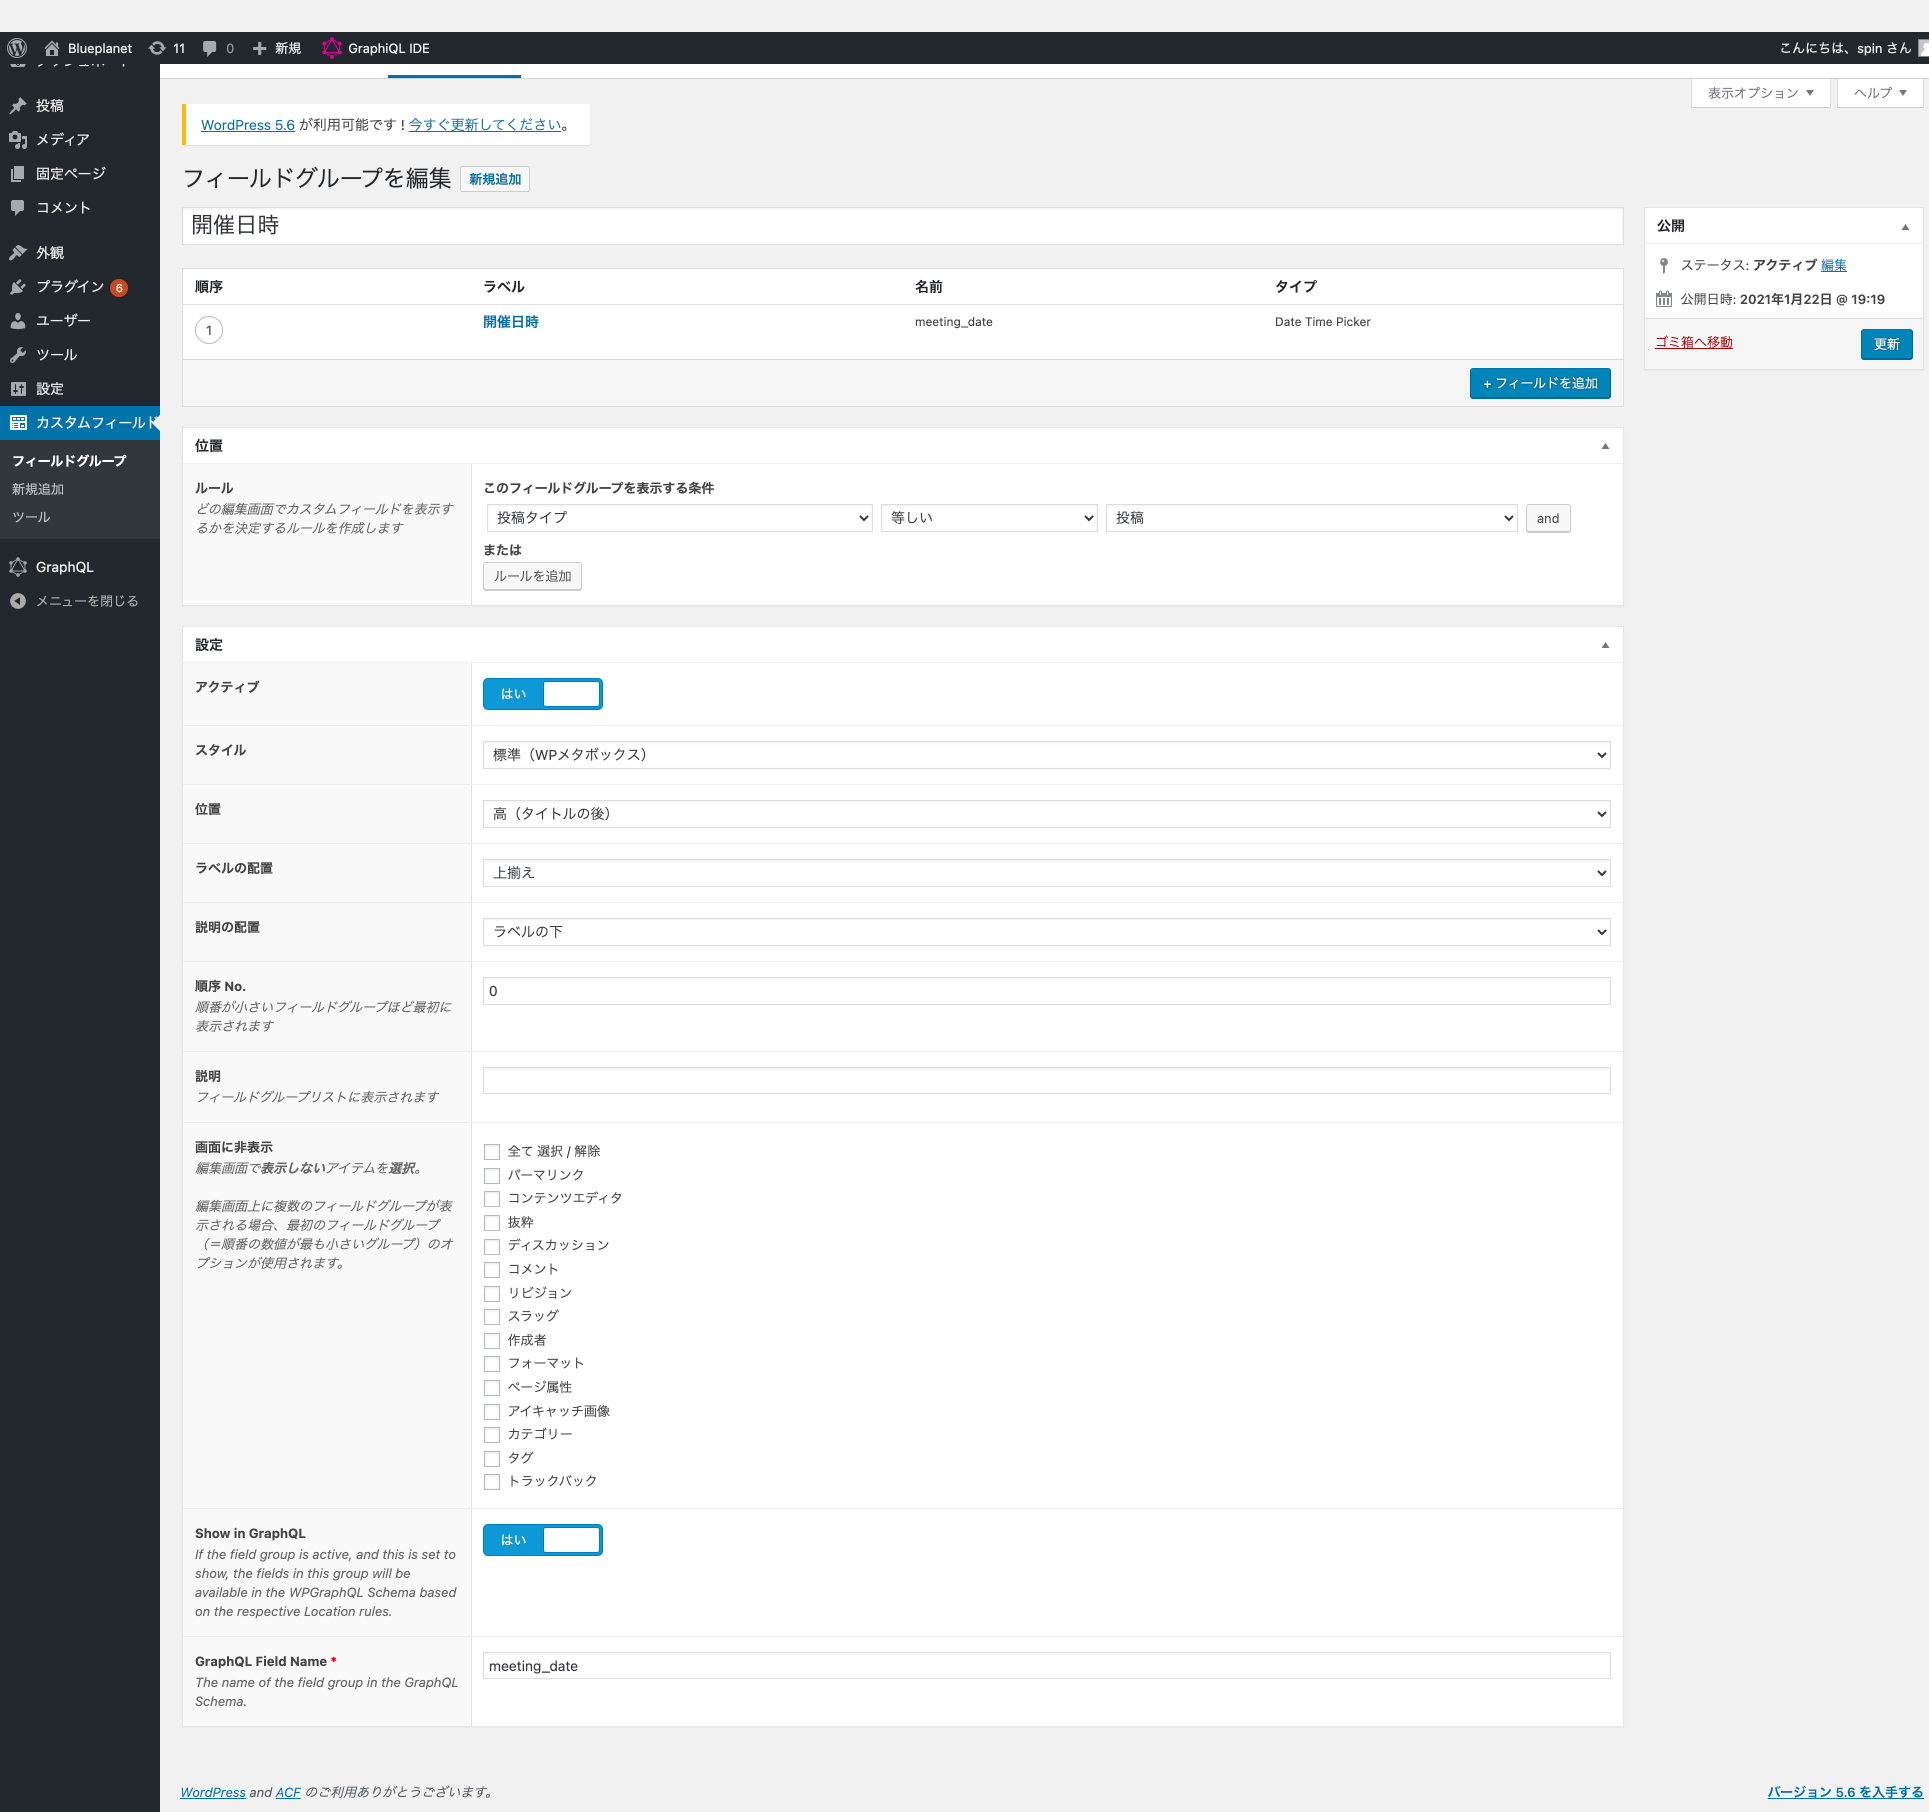 Blueplanet 11 0 新規 GraphiQL IDE こんにちは、spin さん
投稿
メディア
固定ページ
コメント
外観
プラグイン 6
ユーザー
ツール
設定
カスタムフィールド
フィールドグループ
新規追加
ツール
GraphQL
メニューを閉じる
表示オプション ヘルプ
WordPress 5.6 が利用可能です ! 今すぐ更新してください。
フィールドグループを編集 新規追加
開催日時
順序 ラベル 名前 タイプ
1 開催日時 meeting_date Date Time Picker
+ フィールドを追加
位置
ルール
どの編集画面でカスタムフィールドを表示す
るかを決定するルールを作成します
このフィールドグループを表示する条件
投稿タイプ 等しい 投稿 and
または
ルールを追加
設定
アクティブ はい
スタイル 標準（WPメタボックス）
位置 高（タイトルの後）
ラベルの配置 上揃え
説明の配置 ラベルの下
順序 No. 0
順番が小さいフィールドグループほど最初に
表示されます
説明
フィールドグループリストに表示されます
画面に非表示
編集画面で表示しないアイテムを選択。
編集画面上に複数のフィールドグループが表
示される場合、最初のフィールドグループ
（＝順番の数値が最も小さいグループ）のオ
プションが使用されます。
全て 選択 / 解除
パーマリンク
コンテンツエディタ
抜粋
ディスカッション
コメント
リビジョン
スラッグ
作成者
フォーマット
ページ属性
アイキャッチ画像
カテゴリー
タグ
トラックバック
Show in GraphQL はい
If the field group is active, and this is set to
show, the fields in this group will be
available in the WPGraphQL Schema based
on the respective Location rules.
GraphQL Field Name * meeting_date
The name of the field group in the GraphQL
Schema.
公開
ステータス: アクティブ 編集
公開日時: 2021年1月22日 @ 19:19
ゴミ箱へ移動 更新
WordPress and ACF のご利用ありがとうございます。 バージョン 5.6 を入手する